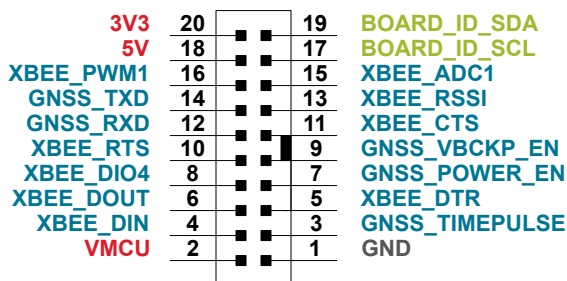 3V3 20 19 BOARD_ID_SDA
5V 18 17 BOARD_ID_SCL
XBEE_PWM1 16 15 XBEE_ADC1
GNSS_TXD 14 13 XBEE_RSSI
GNSS_RXD 12 11 XBEE_CTS
XBEE_RTS 10 9 GNSS_VBCKP_EN
XBEE_DIO4 8 7 GNSS_POWER_EN
XBEE_DOUT 6 5 XBEE_DTR
XBEE_DIN 4 3 GNSS_TIMEPULSE
VMCU 2 1 GND